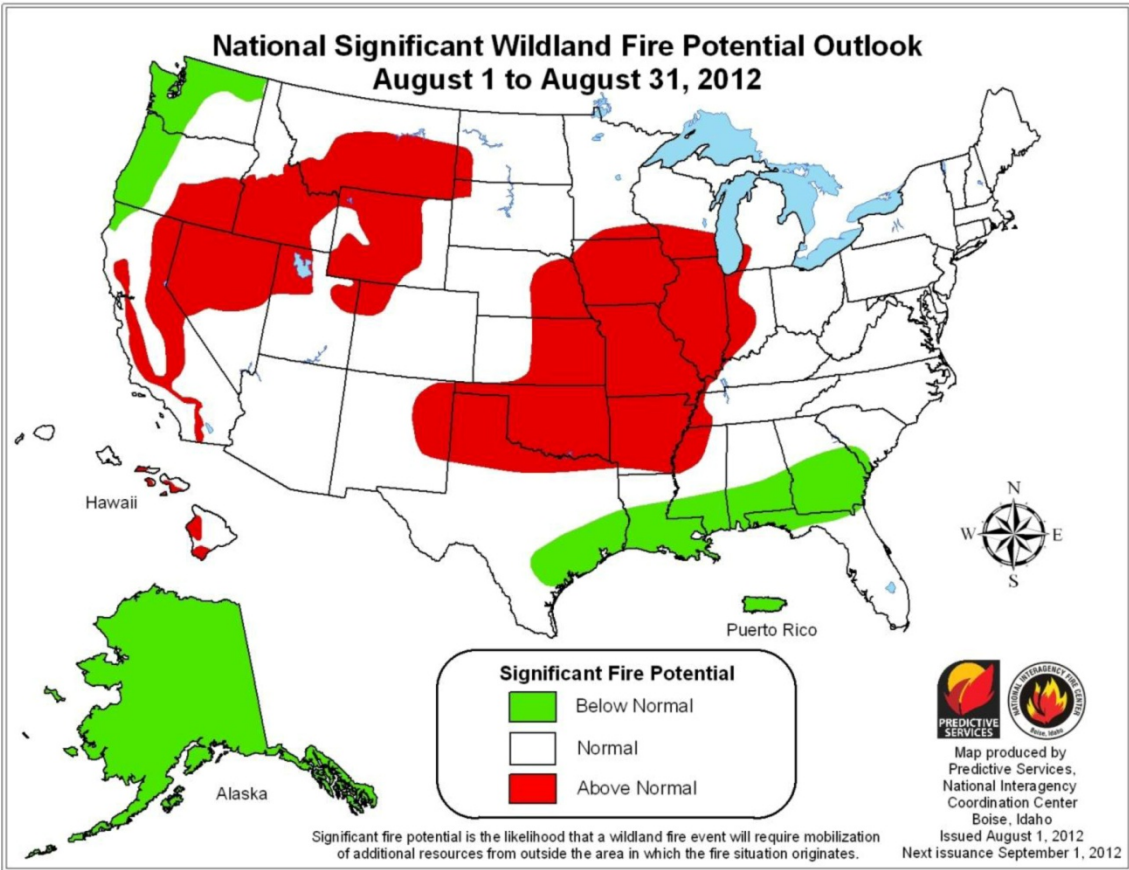 National Significant Wildland Fire Potential Outlook
August 1 to August 31, 2012
Hawaii
N
W E
S
Puerto Rico
Alaska
Significant Fire Potential
Below Normal
Normal
Above Normal
PREDICTIVE
SERVICES
NATIONAL INTERAGENCY FIRE CENTER
Boise, Idaho
Map produced by
Predictive Services,
National Interagency
Coordination Center
Boise, Idaho
Issued August 1, 2012
Next issuance September 1, 2012
Significant fire potential is the likelihood that a wildland fire event will require mobilization
of additional resources from outside the area in which the fire situation originates.